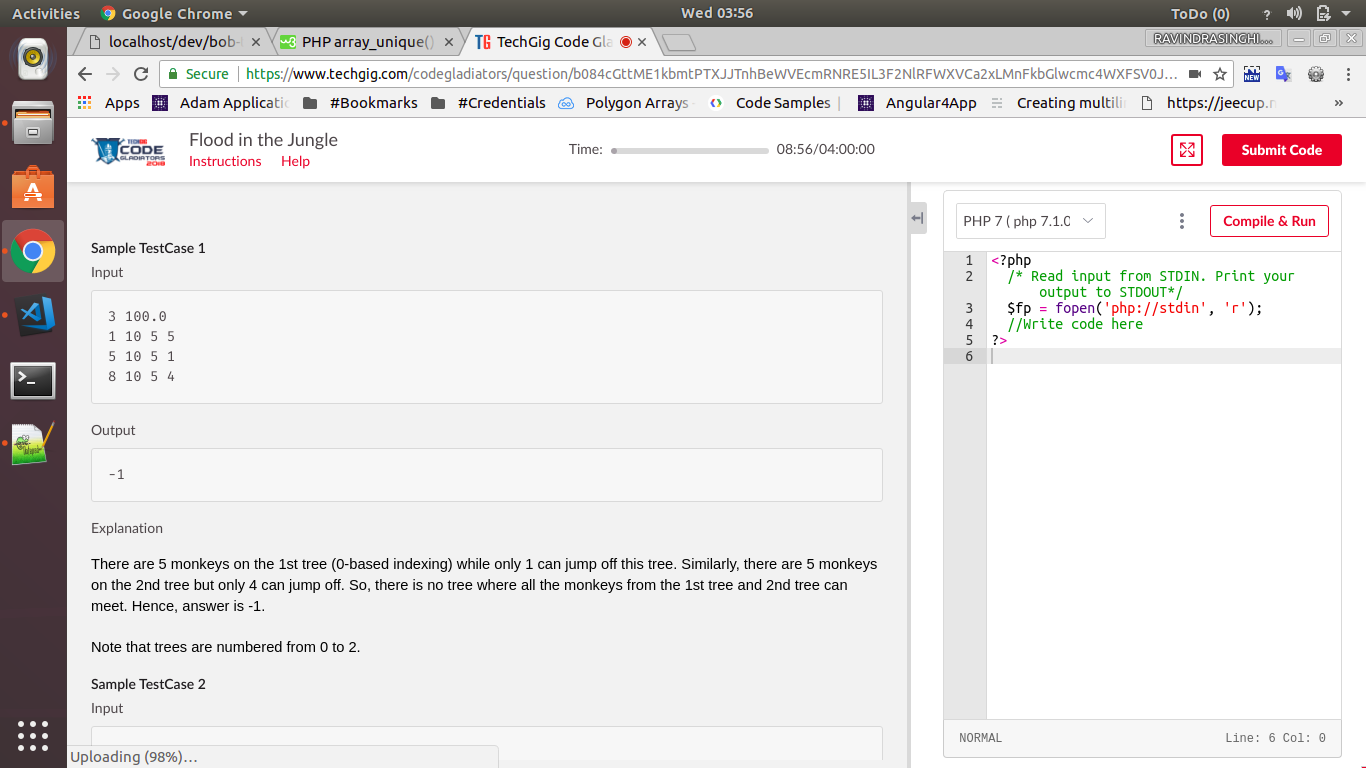 Activities
Google Chrome
Wed 03:56
ToDo (0)
?
localhost/dev/bob-
PHP array_unique()
TechGig Code Gla
RAVINDRASINGHI...
Secure
https://www.techgig.com/codegladiators/question/b084cGttME1kbmtPTXJJTnhBeWVEcmRNRE5IL3F2NlRFWXVCa2xLMnFkbGlwcmc4WXFSV0J...
Apps
Adam Applicatio
#Bookmarks
#Credentials
Polygon Arrays
Code Samples |
Angular4App
Creating multili
https://jeecup.n
»
TECHGIG
CODE
GLADIATORS 2018
Flood in the Jungle
Instructions
Help
Time:
08:56/04:00:00
Submit Code
Sample TestCase 1
Input
3 100.0
1 10 5 5
5 10 5 1
8 10 5 4
Output
-1
Explanation
There are 5 monkeys on the 1st tree (0-based indexing) while only 1 can jump off this tree. Similarly, there are 5 monkeys
on the 2nd tree but only 4 can jump off. So, there is no tree where all the monkeys from the 1st tree and 2nd tree can
meet. Hence, answer is -1.
Note that trees are numbered from 0 to 2.
Sample TestCase 2
Input
Uploading (98%)...
PHP 7 ( php 7.1.0
Compile & Run
1 <?php
2 /* Read input from STDIN. Print your
output to STDOUT*/
3 $fp = fopen('php://stdin', 'r');
4 //Write code here
5 ?>
6
NORMAL
Line: 6 Col: 0